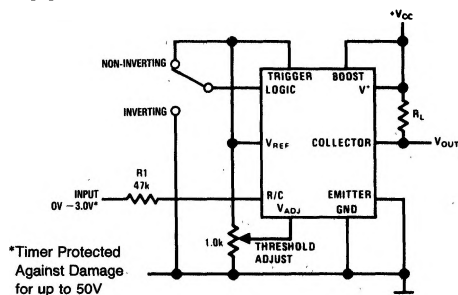 +VCC
NON-INVERTING
TRIGGER
BOOST
LOGIC
V+
INVERTING
RL
VREF
COLLECTOR
VOUT
R1
47k
INPUT
0V –3.0V*
R/C
EMITTER
VADJ
GND
1.0k
THRESHOLD
ADJUST
*Timer Protected
Against Damage
for up to 50V